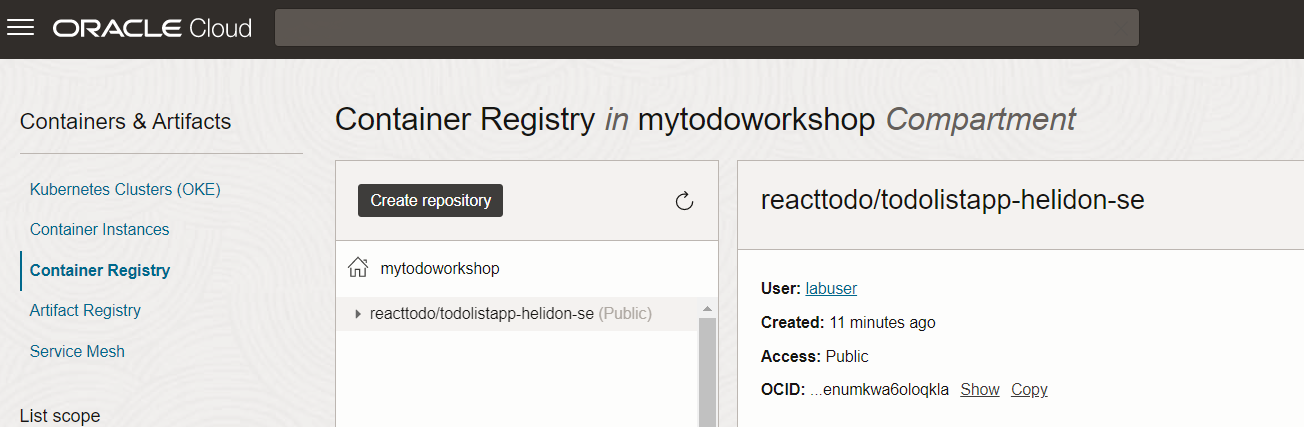 ORACLE Cloud
Containers & Artifacts
Kubernetes Clusters (OKE)
Container Instances
Container Registry
Artifact Registry
Service Mesh
List scope
Container Registry in mytodoworkshop Compartment
Create repository
mytodoworkshop
reacttodo/todolistapp-helidon-se (Public)
reacttodo/todolistapp-helidon-se
User: labuser
Created: 11 minutes ago
Access: Public
OCID: ...enumkwa6oloqkla Show Copy